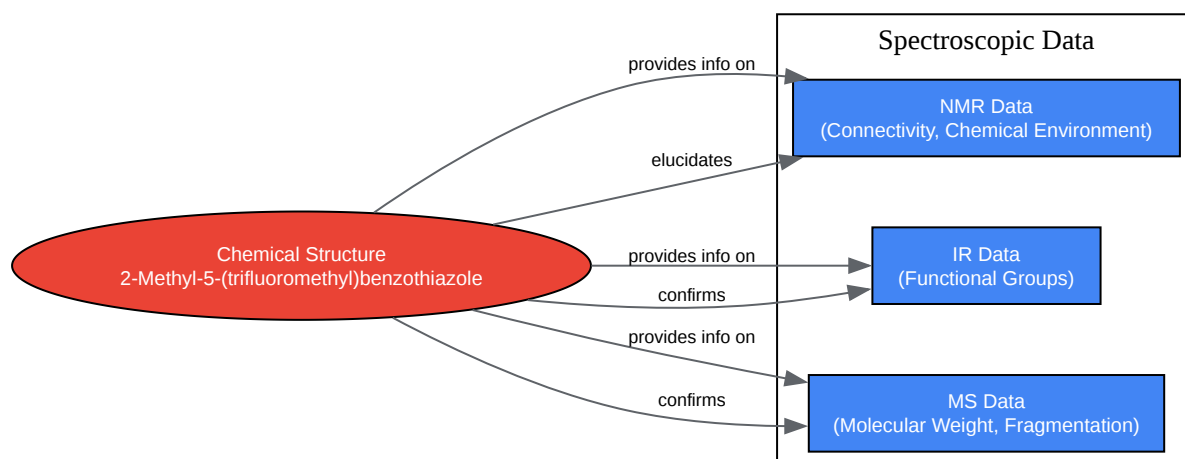 Spectroscopic Data
provides info on
NMR Data
(Connectivity, Chemical Environment)
elucidates
Chemical Structure
2-Methyl-5-(trifluoromethyl)benzothiazole
provides info on
IR Data
(Functional Groups)
confirms
provides info on
confirms
MS Data
(Molecular Weight, Fragmentation)